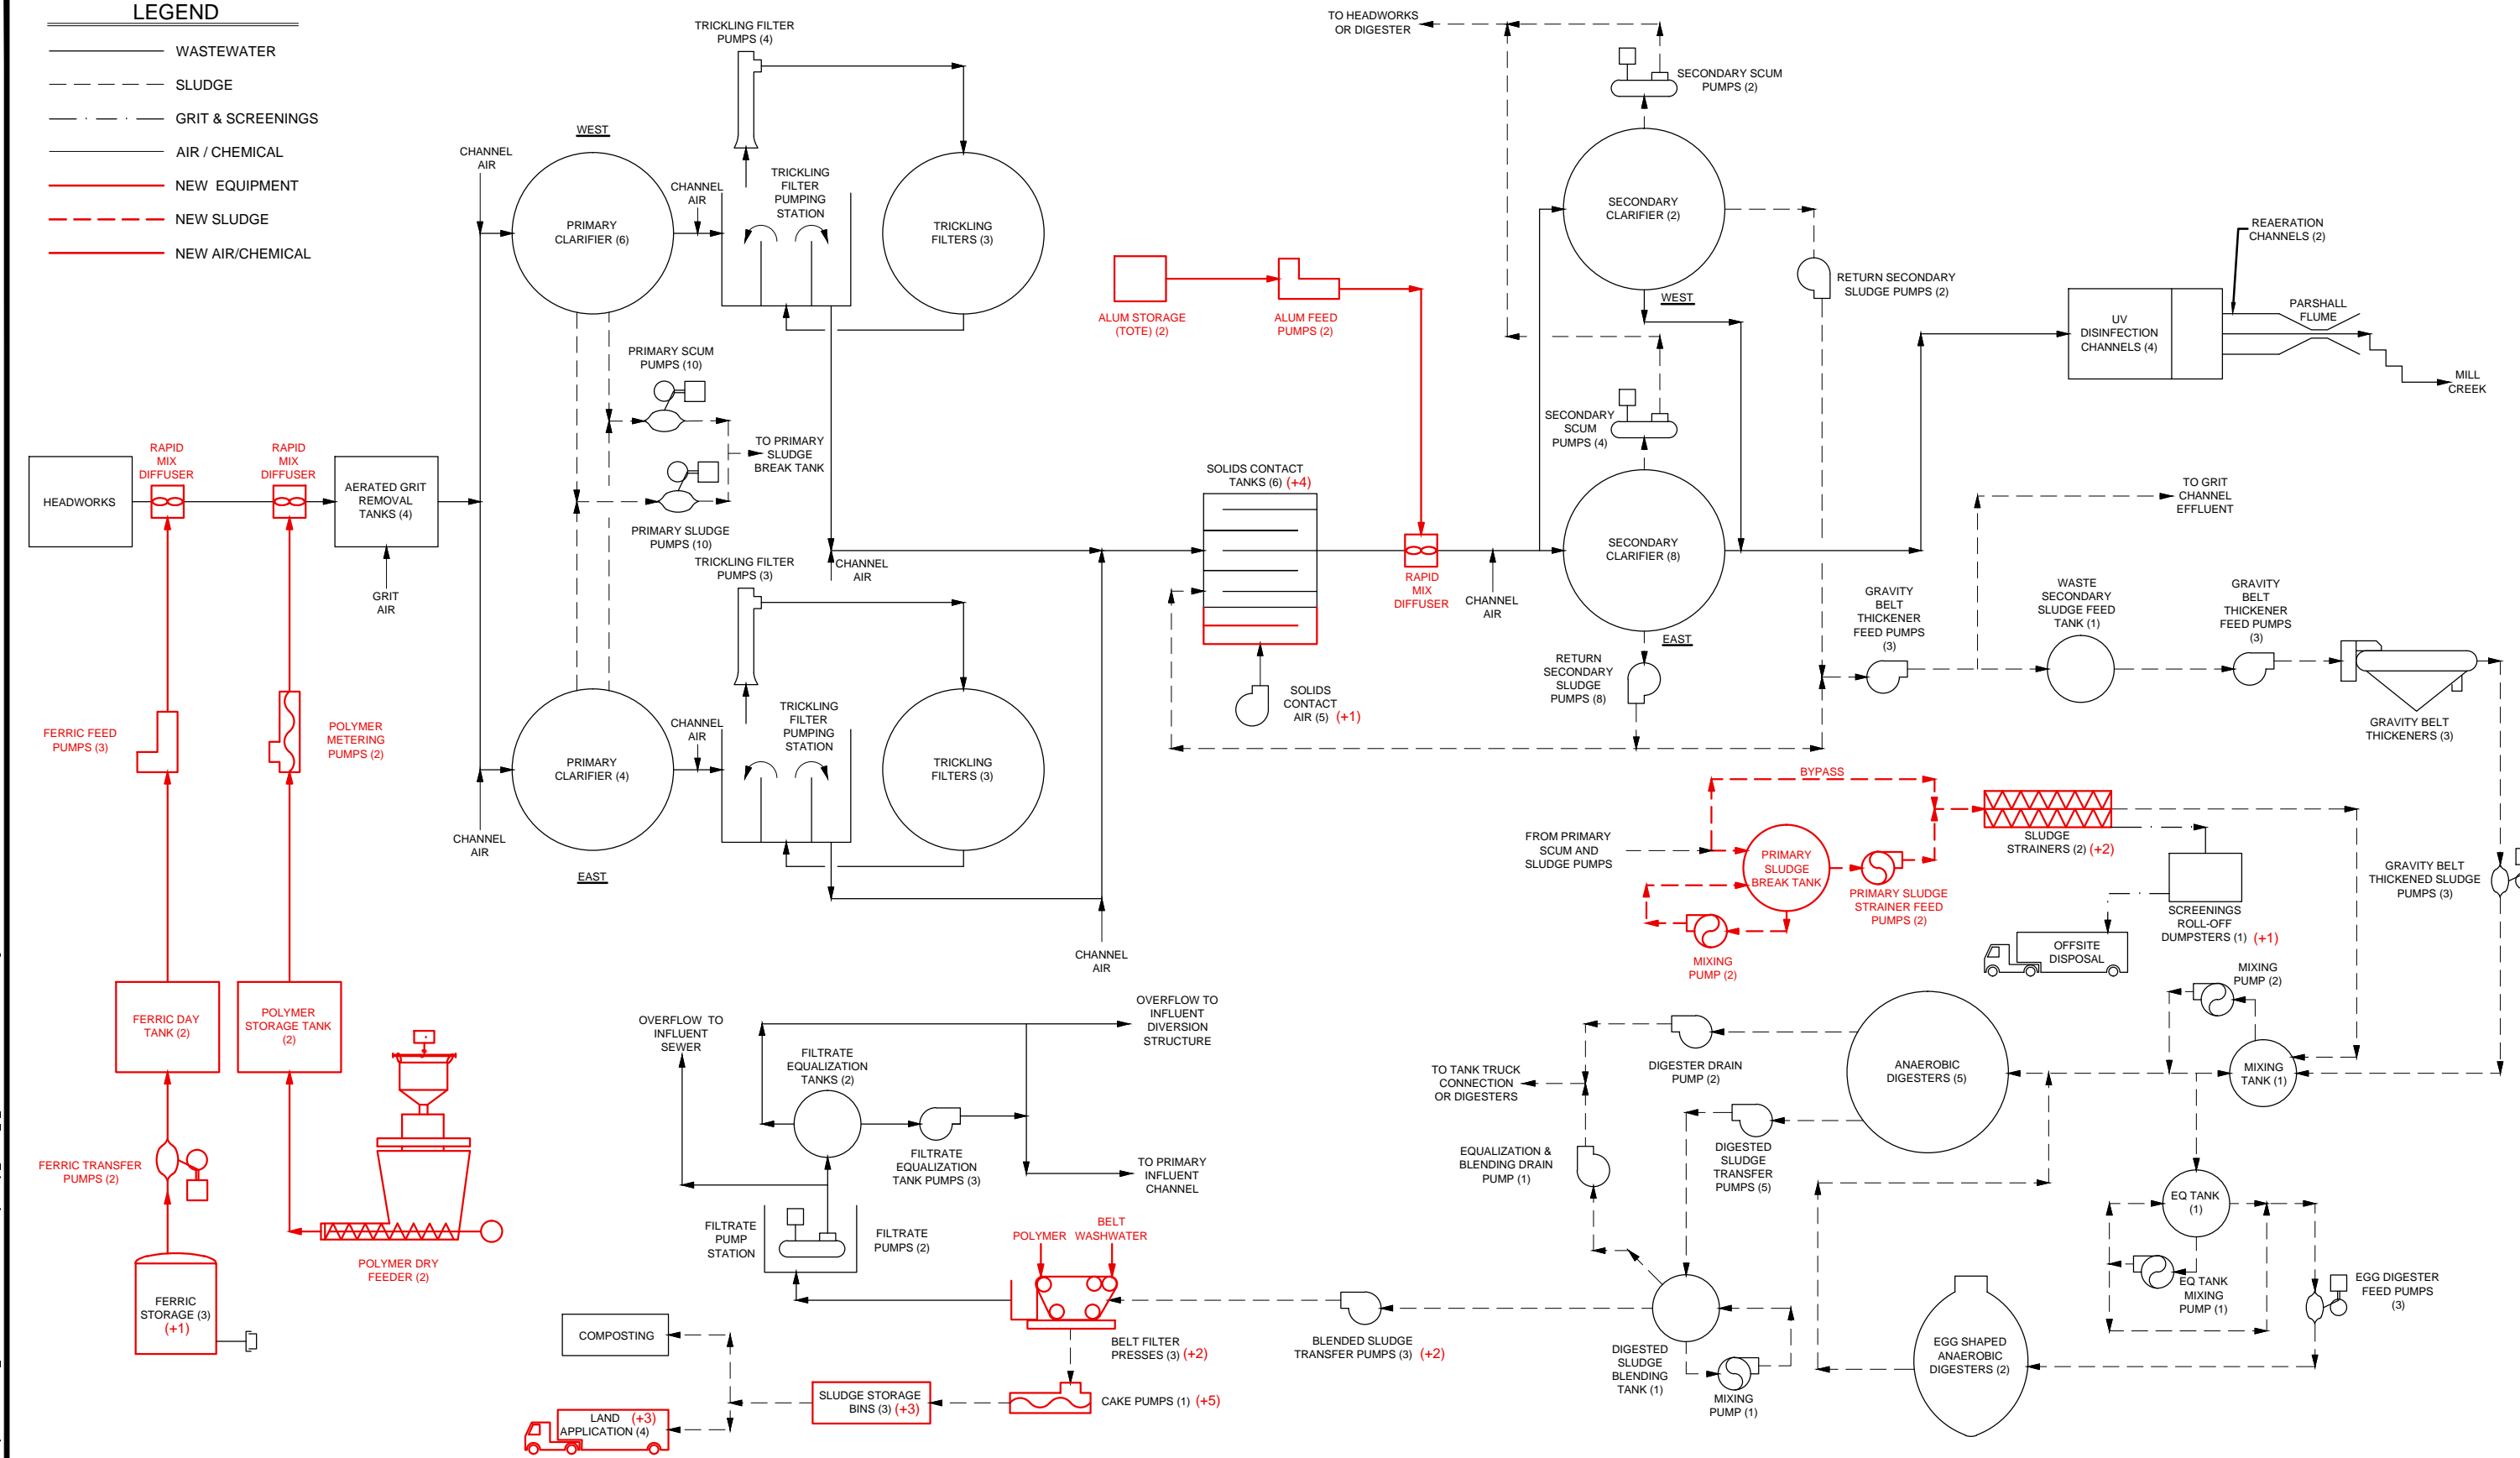 LEGEND
WASTEWATER
SLUDGE
GRIT & SCREENINGS
AIR / CHEMICAL
NEW EQUIPMENT
NEW SLUDGE
NEW AIR/CHEMICAL
TRICKLING FILTER
PUMPS (4)
WEST
CHANNEL
AIR
PRIMARY
CLARIFIER (6)
CHANNEL
AIR
TRICKLING
FILTER
PUMPING
STATION
TRICKLING
FILTERS (3)
PRIMARY SCUM
PUMPS (10)
TO PRIMARY
SLUDGE
BREAK TANK
PRIMARY SLUDGE
PUMPS (10)
HEADWORKS
RAPID
MIX
DIFFUSER
RAPID
MIX
DIFFUSER
AERATED GRIT
REMOVAL
TANKS (4)
GRIT
AIR
TRICKLING FILTER
PUMPS (3)
CHANNEL
AIR
CHANNEL
AIR
TRICKLING
FILTER
PUMPING
STATION
PRIMARY
CLARIFIER (4)
TRICKLING
FILTERS (3)
CHANNEL
AIR
EAST
CHANNEL
AIR
FERRIC FEED
PUMPS (3)
POLYMER
METERING
PUMPS (2)
FERRIC DAY
TANK (2)
POLYMER
STORAGE TANK
(2)
FERRIC TRANSFER
PUMPS (2)
POLYMER DRY
FEEDER (2)
FERRIC
STORAGE (3)
(+1)
TO HEADWORKS
OR DIGESTER
SECONDARY SCUM
PUMPS (2)
SECONDARY
CLARIFIER (2)
WEST
RETURN SECONDARY
SLUDGE PUMPS (2)
ALUM STORAGE
(TOTE) (2)
ALUM FEED
PUMPS (2)
SECONDARY
SCUM
PUMPS (4)
SOLIDS CONTACT
TANKS (6) (+4)
RAPID
MIX
DIFFUSER
CHANNEL
AIR
SECONDARY
CLARIFIER (8)
EAST
SOLIDS
CONTACT
AIR (5) (+1)
RETURN
SECONDARY
SLUDGE
PUMPS (8)
REAERATION
CHANNELS (2)
UV
DISINFECTION
CHANNELS (4)
PARSHALL
FLUME
MILL
CREEK
TO GRIT
CHANNEL
EFFLUENT
GRAVITY
BELT
THICKENER
FEED PUMPS
(3)
WASTE
SECONDARY
SLUDGE FEED
TANK (1)
GRAVITY
BELT
THICKENER
FEED PUMPS
(3)
GRAVITY BELT
THICKENERS (3)
BYPASS
FROM PRIMARY
SCUM AND
SLUDGE PUMPS
PRIMARY
SLUDGE
BREAK TANK
PRIMARY SLUDGE
STRAINER FEED
PUMPS (2)
MIXING
PUMP (2)
SLUDGE
STRAINERS (2) (+2)
SCREENINGS
ROLL-OFF
DUMPSTERS (1) (+1)
OFFSITE
DISPOSAL
GRAVITY BELT
THICKENED SLUDGE
PUMPS (3)
MIXING
PUMP (2)
MIXING
TANK (1)
ANAEROBIC
DIGESTERS (5)
DIGESTER DRAIN
PUMP (2)
TO TANK TRUCK
CONNECTION
OR DIGESTERS
DIGESTED
SLUDGE
TRANSFER
PUMPS (5)
EQUALIZATION &
BLENDING DRAIN
PUMP (1)
EQ TANK
(1)
EQ TANK
MIXING
PUMP (1)
EGG DIGESTER
FEED PUMPS
(3)
EGG SHAPED
ANAEROBIC
DIGESTERS (2)
DIGESTED
SLUDGE
BLENDING
TANK (1)
MIXING
PUMP (1)
BLENDED SLUDGE
TRANSFER PUMPS (3) (+2)
OVERFLOW TO
INFLUENT
SEWER
OVERFLOW TO
INFLUENT
DIVERSION
STRUCTURE
FILTRATE
EQUALIZATION
TANKS (2)
FILTRATE
EQUALIZATION
TANK PUMPS (3)
TO PRIMARY
INFLUENT
CHANNEL
FILTRATE
PUMP
STATION
FILTRATE
PUMPS (2)
POLYMER
BELT
WASHWATER
BELT FILTER
PRESSES (3) (+2)
CAKE PUMPS (1) (+5)
SLUDGE STORAGE
BINS (3) (+3)
COMPOSTING
LAND (+3)
APPLICATION (4)